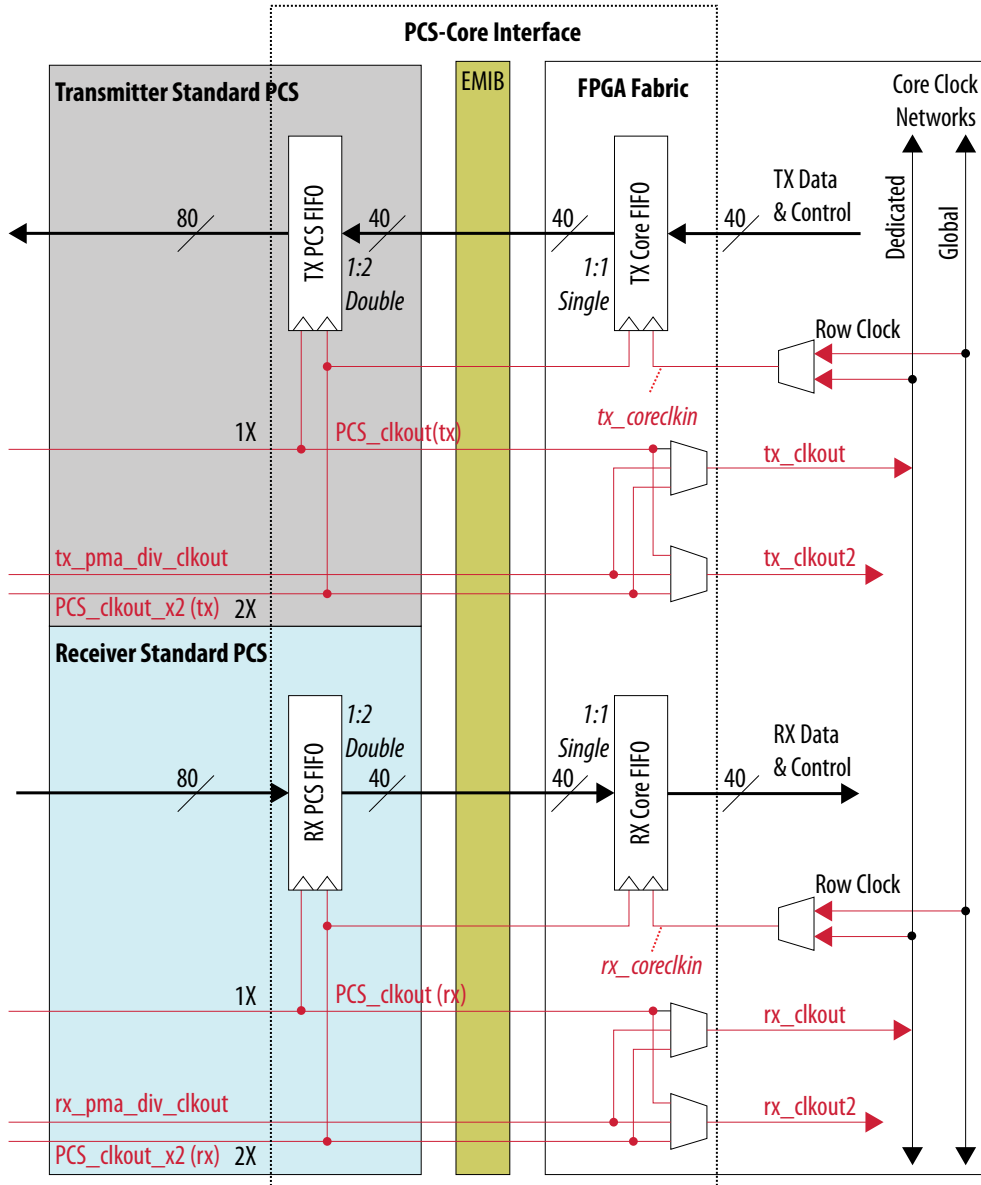 PCS-Core Interface
Transmitter Standard PCS
EMIB
FPGA Fabric
Core Clock
Networks
Dedicated
Global
TX Data
& Control
80
40
40
40
TX PCS FIFO
TX Core FIFO
1:2
Double
1:1
Single
Row Clock
tx_coreclkin
1X
PCS_clkout(tx)
tx_clkout
tx_pma_div_clkout
tx_clkout2
PCS_clkout_x2 (tx)
2X
Receiver Standard PCS
1:2
Double
1:1
Single
RX Data
& Control
80
40
40
40
RX PCS FIFO
RX Core FIFO
Row Clock
rx_coreclkin
1X
PCS_clkout (rx)
rx_clkout
rx_pma_div_clkout
rx_clkout2
PCS_clkout_x2 (rx)
2X